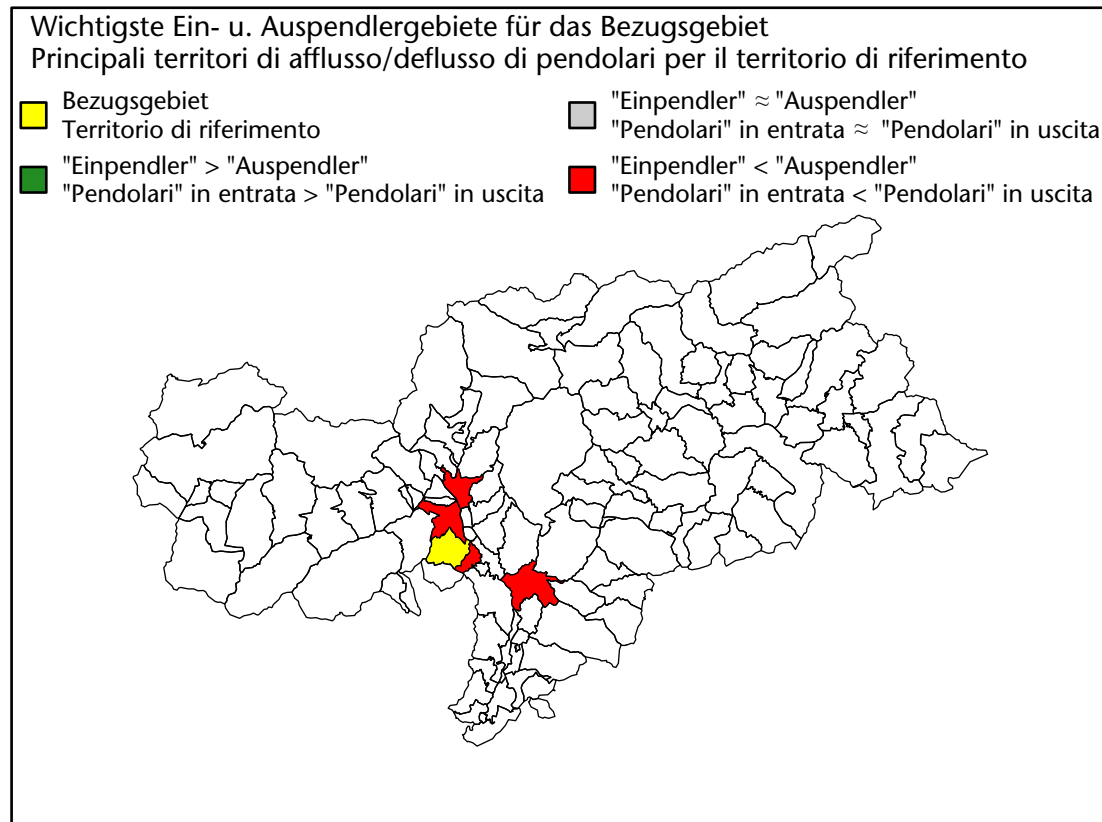 Wichtigste Ein- u. Auspendlergebiete für das Bezugsgebiet
Principali territori di afflusso/deflusso di pendolari per il territorio di riferimento
Bezugsgebiet
Territorio di riferimento
"Einpendler" > "Auspendler"
"Pendolari" in entrata > "Pendolari" in uscita
"Einpendler" ≈ "Auspendler"
"Pendolari" in entrata ≈ "Pendolari" in uscita
"Einpendler" < "Auspendler"
"Pendolari" in entrata < "Pendolari" in uscita